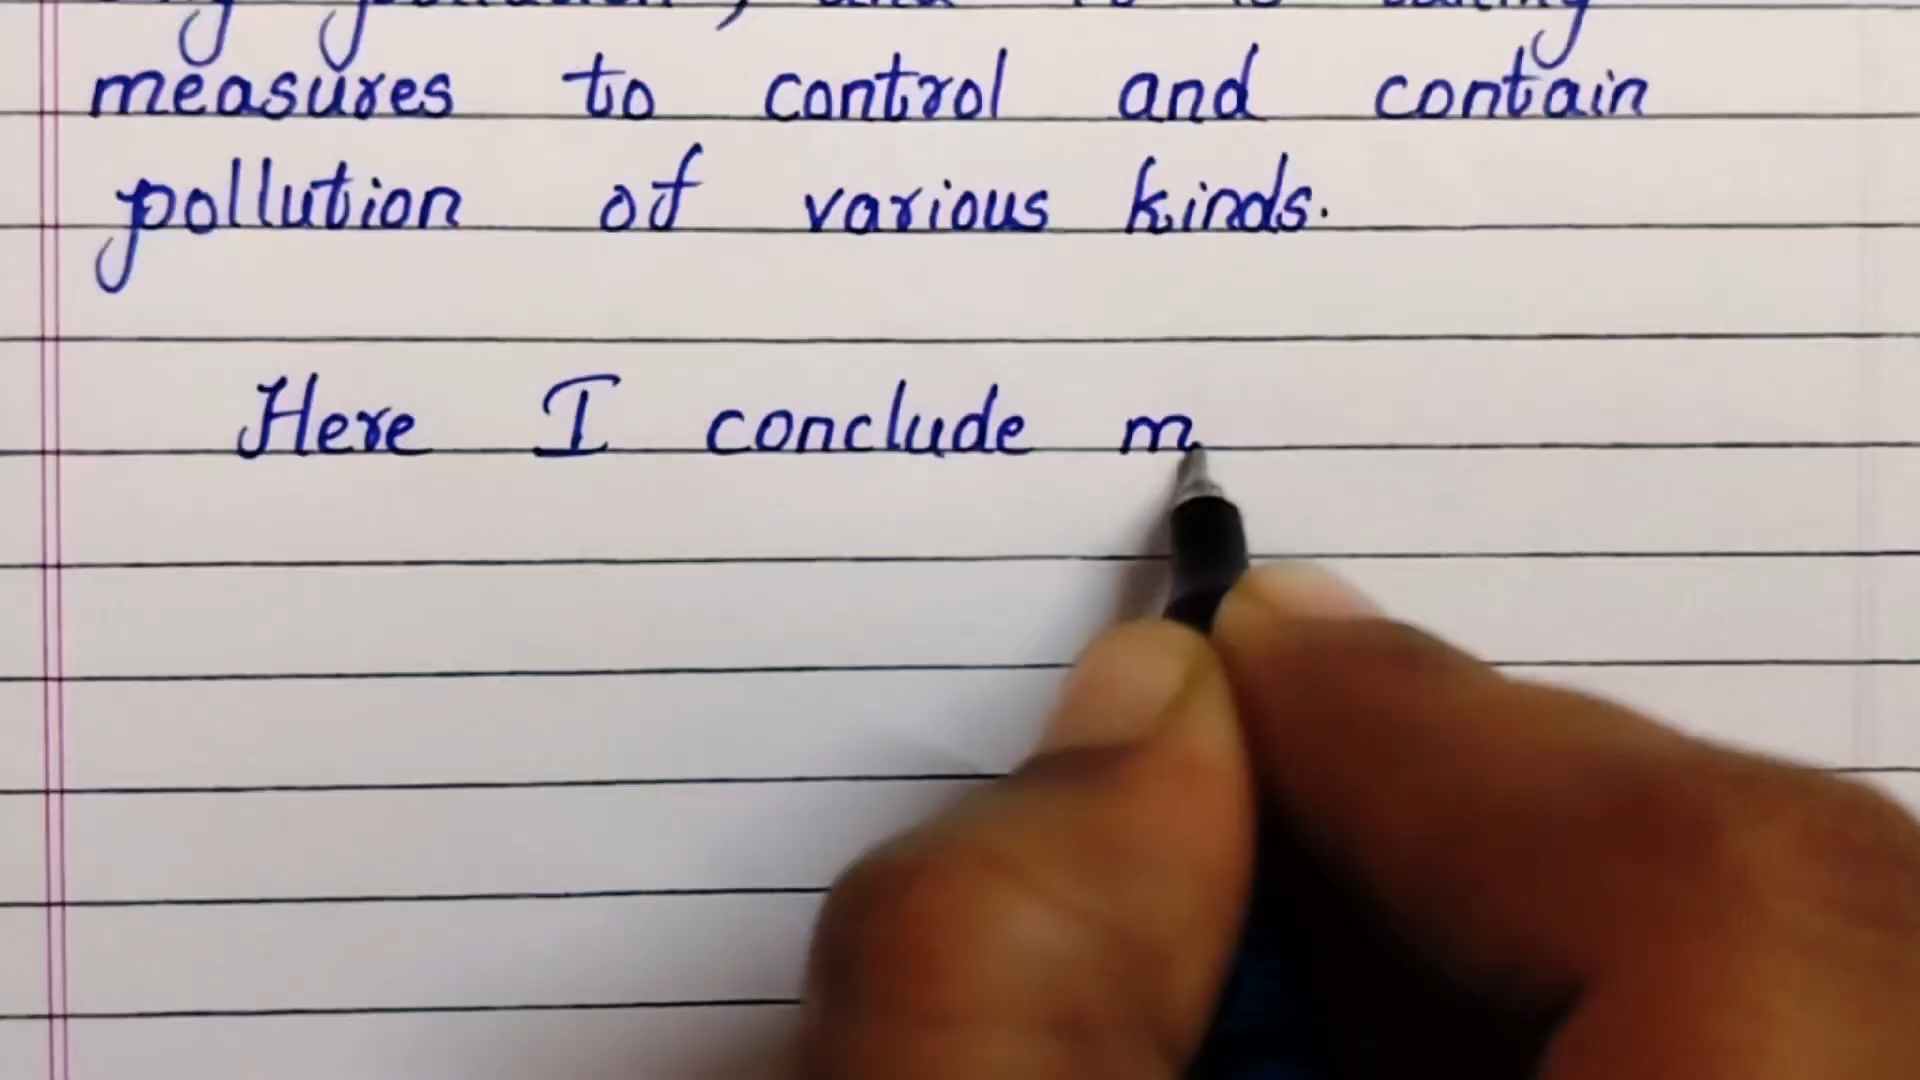 measures to control and contain
pollution of various kinds.
Here I conclude m